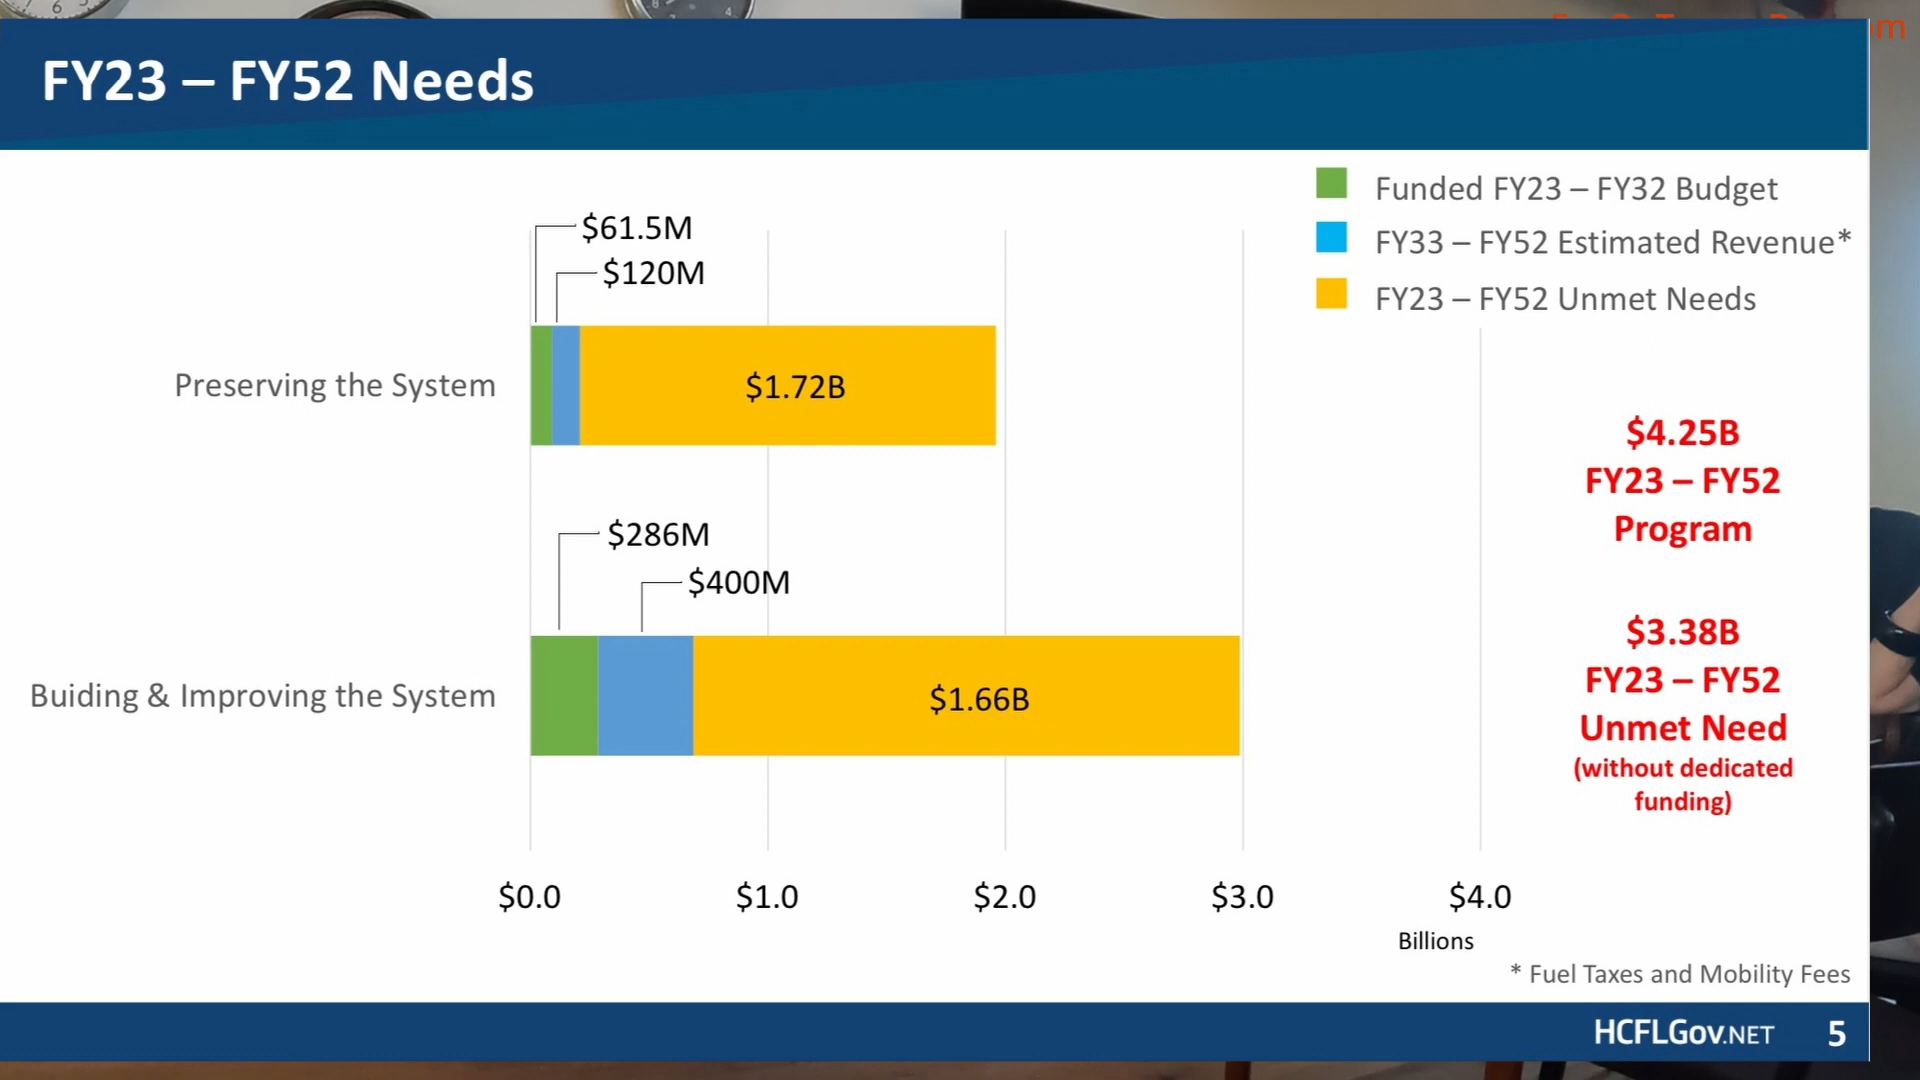 FY23 – FY52 Needs
Funded FY23 – FY32 Budget
FY33 – FY52 Estimated Revenue*
FY23 – FY52 Unmet Needs
$61.5M
$120M
Preserving the System
$1.72B
$4.25B
FY23 – FY52
Program
$286M
$400M
Buiding & Improving the System
$1.66B
$3.38B
FY23 – FY52
Unmet Need
(without dedicated
funding)
$0.0
$1.0
$2.0
$3.0
$4.0
Billions
* Fuel Taxes and Mobility Fees
HCFLGov.NET
5